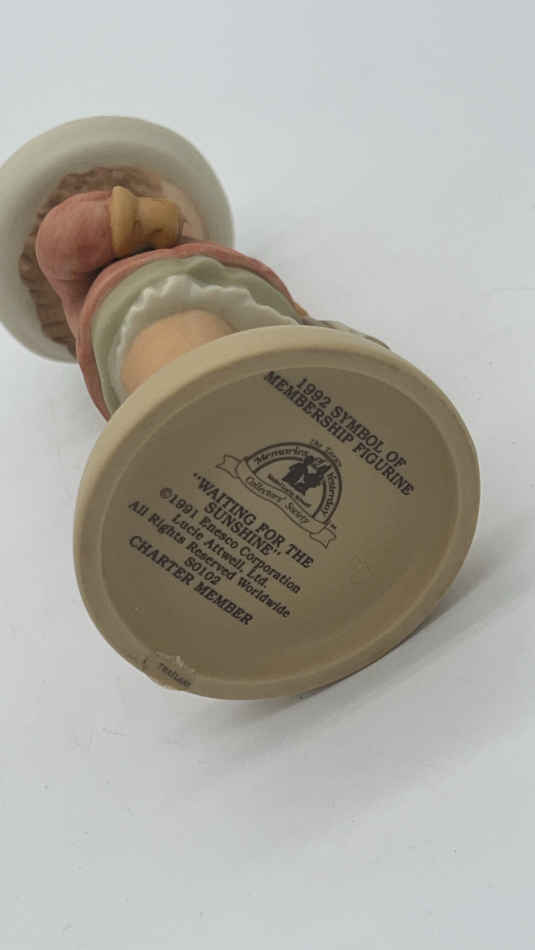 1992 SYMBOL OF
MEMBERSHIP FIGURINE
Memories of Yesterday
Collectors' Society
"WAITING FOR THE
SUNSHINE"
©1991 Enesco Corporation
Lucie Attwell, Ltd.
All Rights Reserved Worldwide
S0102
CHARTER MEMBER